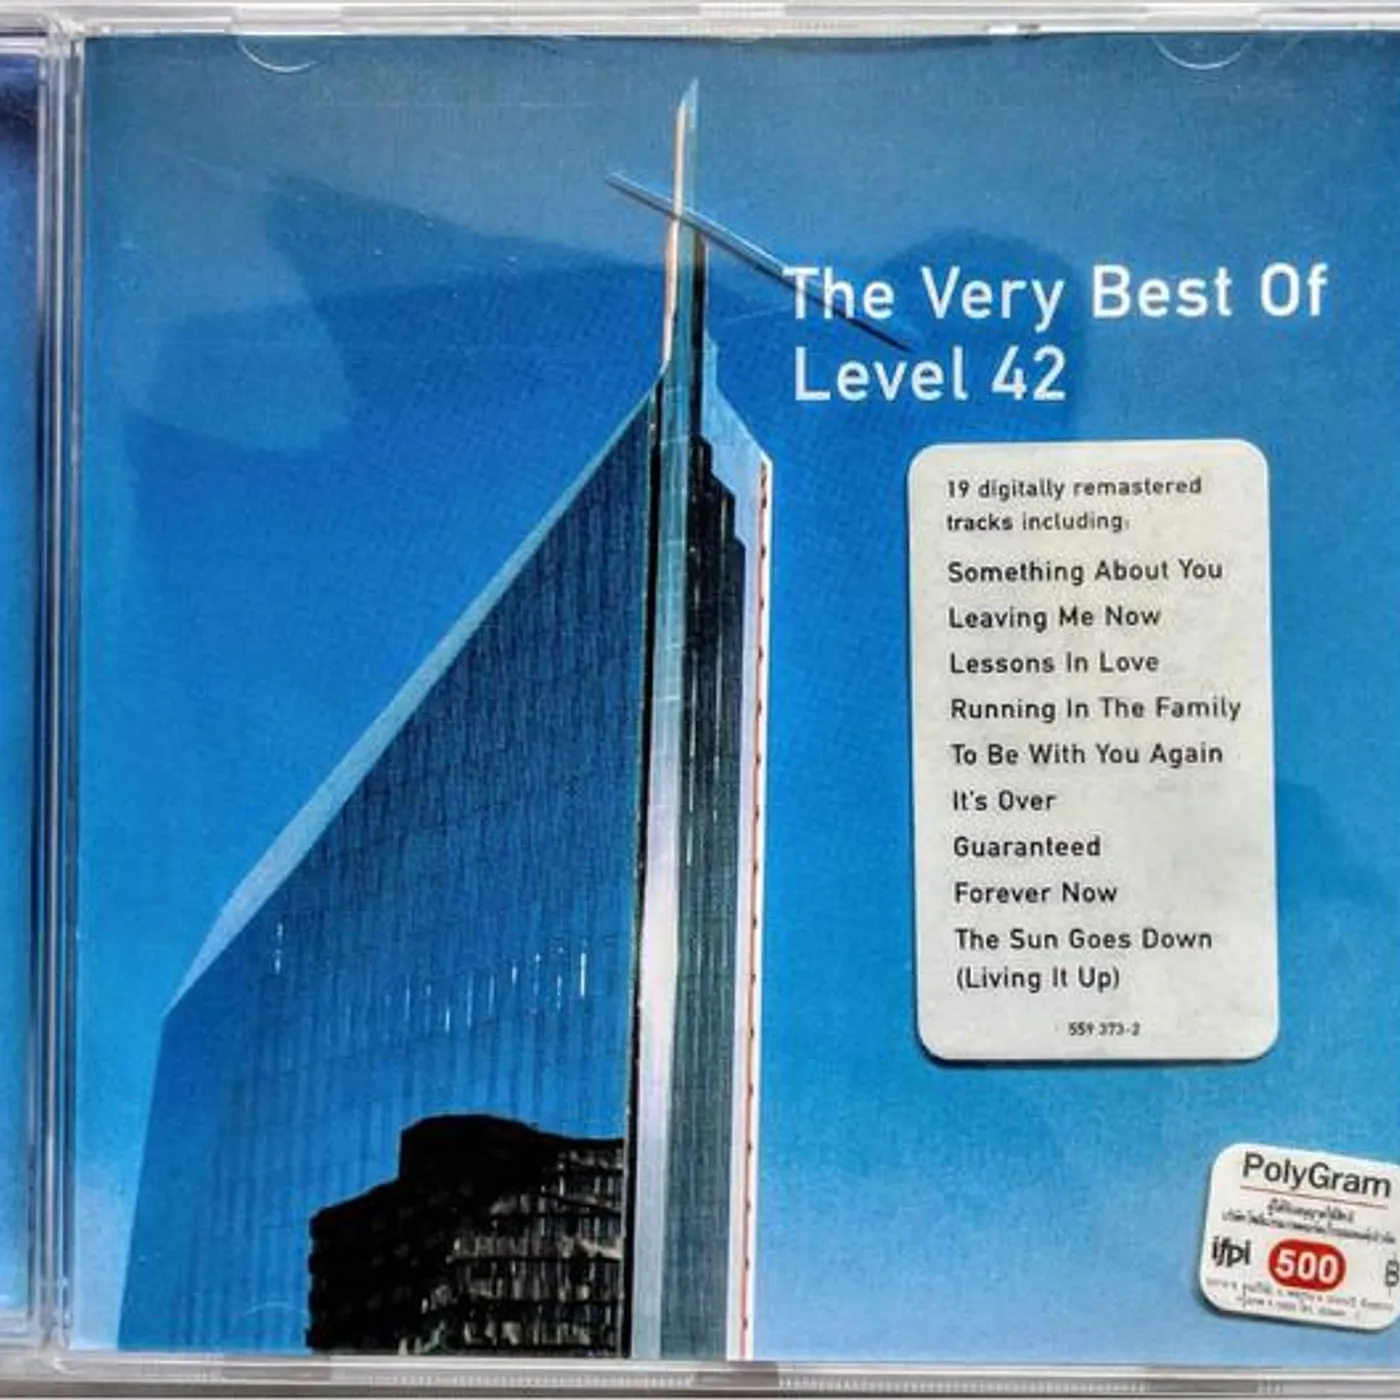 The Very Best Of
Level 42
19 digitally remastered
tracks including:
Something About You
Leaving Me Now
Lessons In Love
Running In The Family
To Be With You Again
It's Over
Guaranteed
Forever Now
The Sun Goes Down
(Living It Up)
559 373-2
PolyGram
ifpi 500 ฿